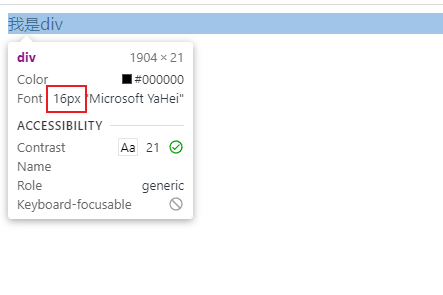 我是div
div 1904 × 21
Color #000000
Font 16px "Microsoft YaHei"
ACCESSIBILITY
Contrast Aa 21
Name
Role generic
Keyboard-focusable